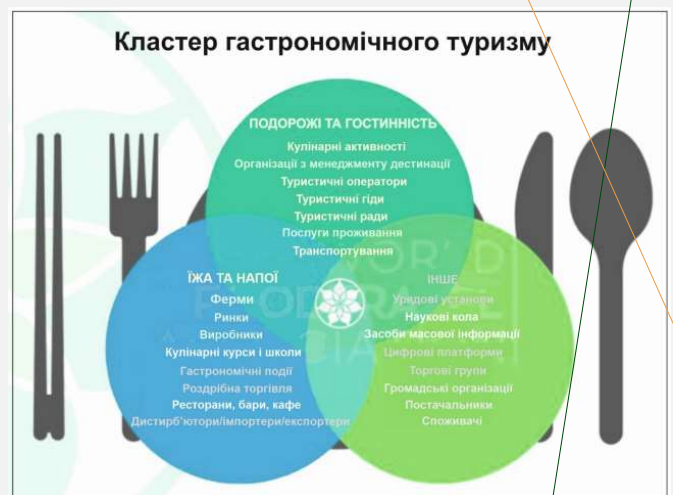 Кластер гастрономічного туризму
ПОДОРОЖІ ТА ГОСТИННІСТЬ
Кулінарні активності
Організації з менеджменту дестинації
Туристичні оператори
Туристичні гіди
Туристичні ради
Послуги проживання
Транспортування
ЇЖА ТА НАПОЇ
Ферми
Ринки
Виробники
Кулінарні курси і школи
Гастрономічні події
Роздрібна торгівля
Ресторани, бари, кафе
Дистирб'ютори/імпортери/експортери
ІНШЕ
Урядові установи
Наукові кола
Засоби масової інформації
Цифрові платформи
Торгові групи
Громадські організації
Постачальники
Споживачі